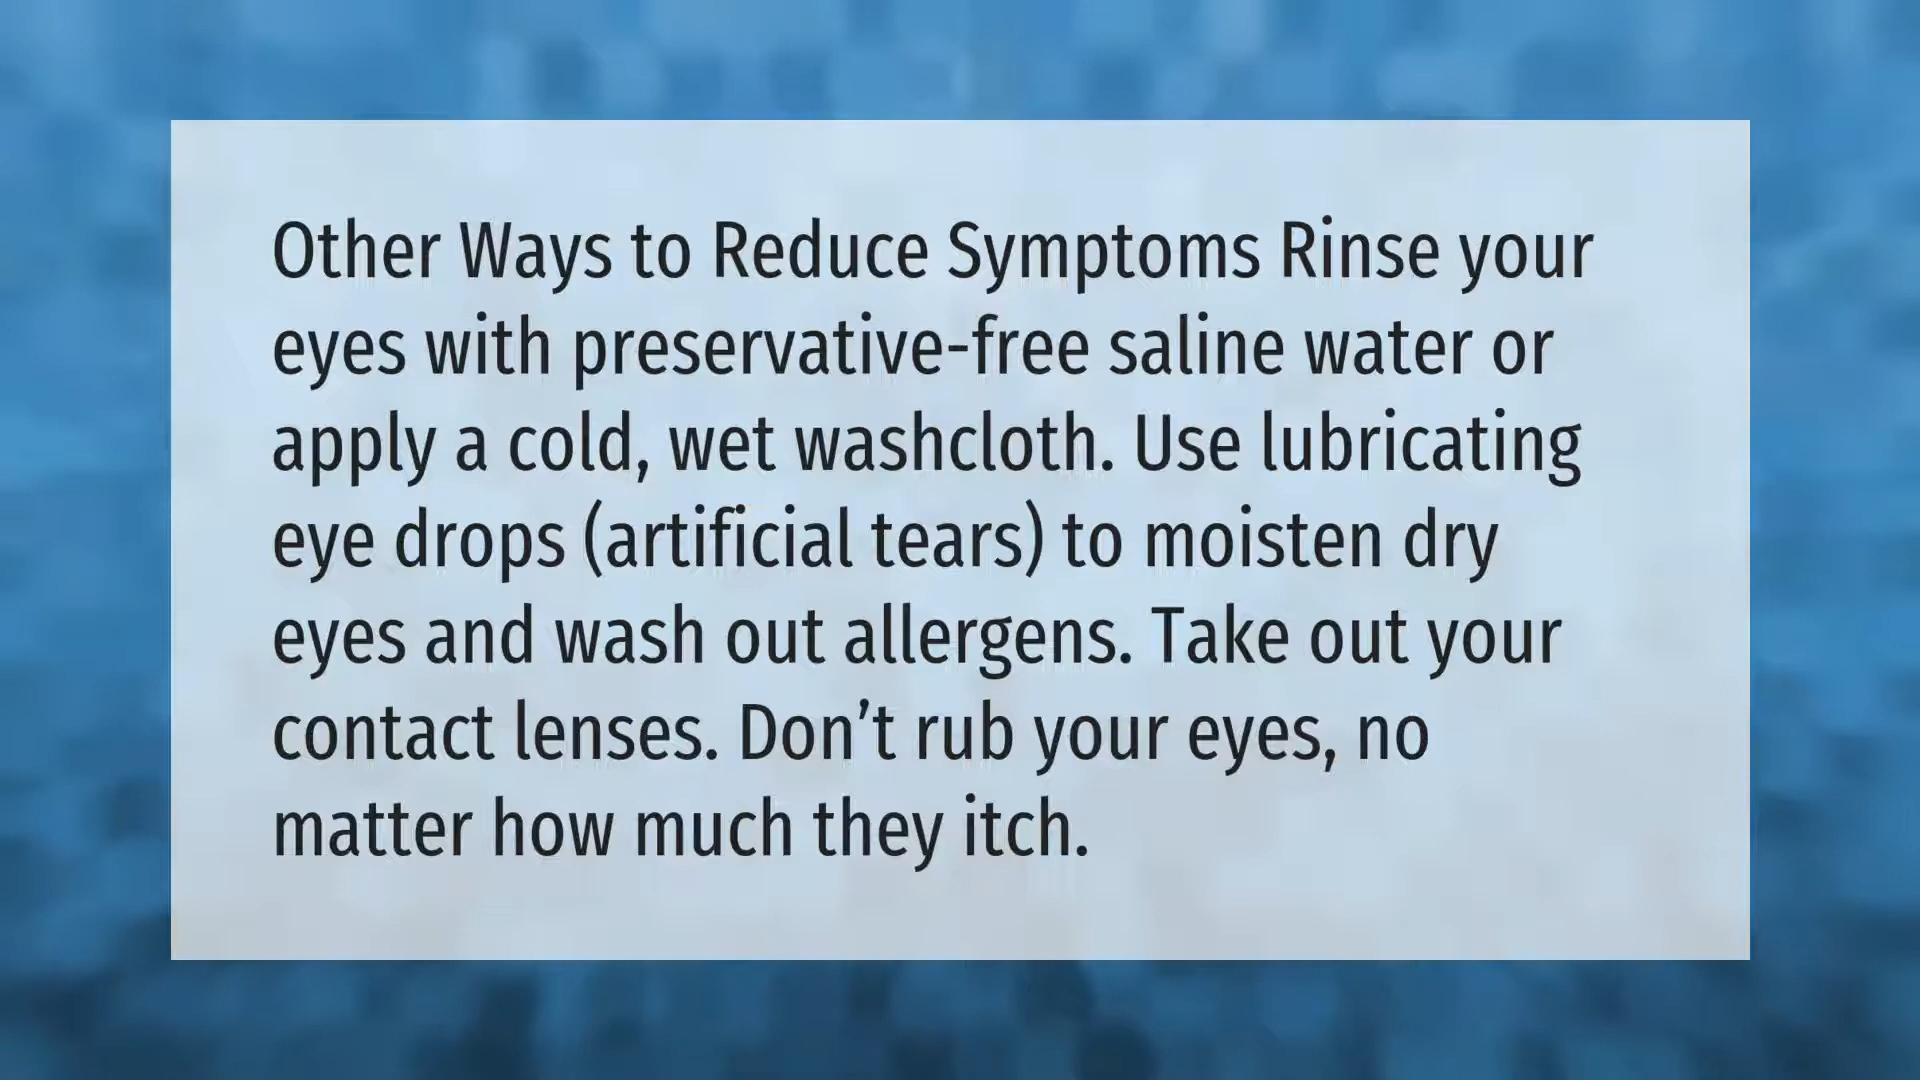 Other Ways to Reduce Symptoms Rinse your
eyes with preservative-free saline water or
apply a cold, wet washcloth. Use lubricating
eye drops (artificial tears) to moisten dry
eyes and wash out allergens. Take out your
contact lenses. Don’t rub your eyes, no
matter how much they itch.